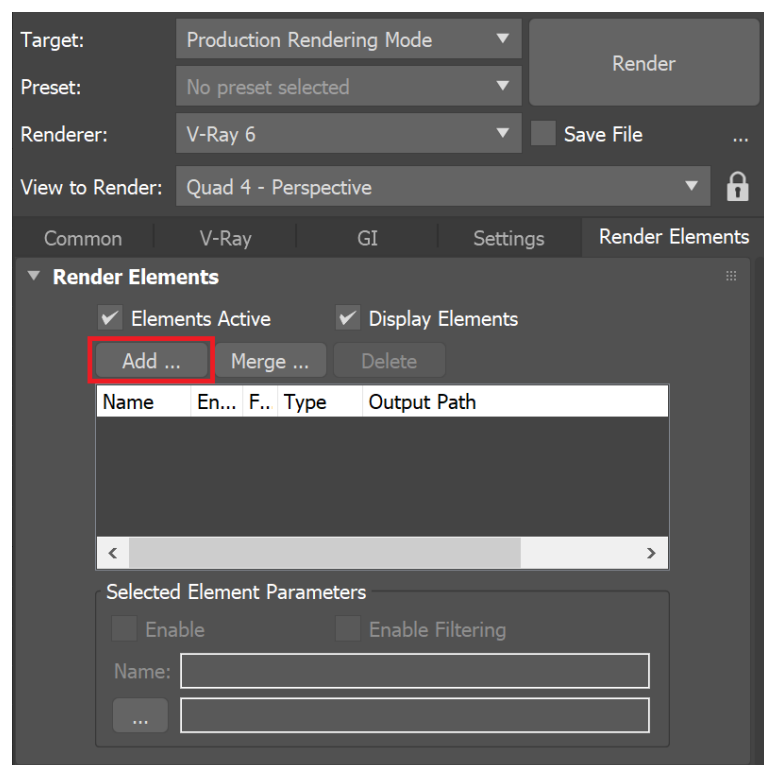 Target: Production Rendering Mode
Render
Preset: No preset selected
Renderer: V-Ray 6 Save File ...
View to Render: Quad 4 - Perspective
Common V-Ray GI Settings Render Elements
Render Elements
Elements Active Display Elements
Add ... Merge ... Delete
Name En... F.. Type Output Path
Selected Element Parameters
Enable Enable Filtering
Name:
...